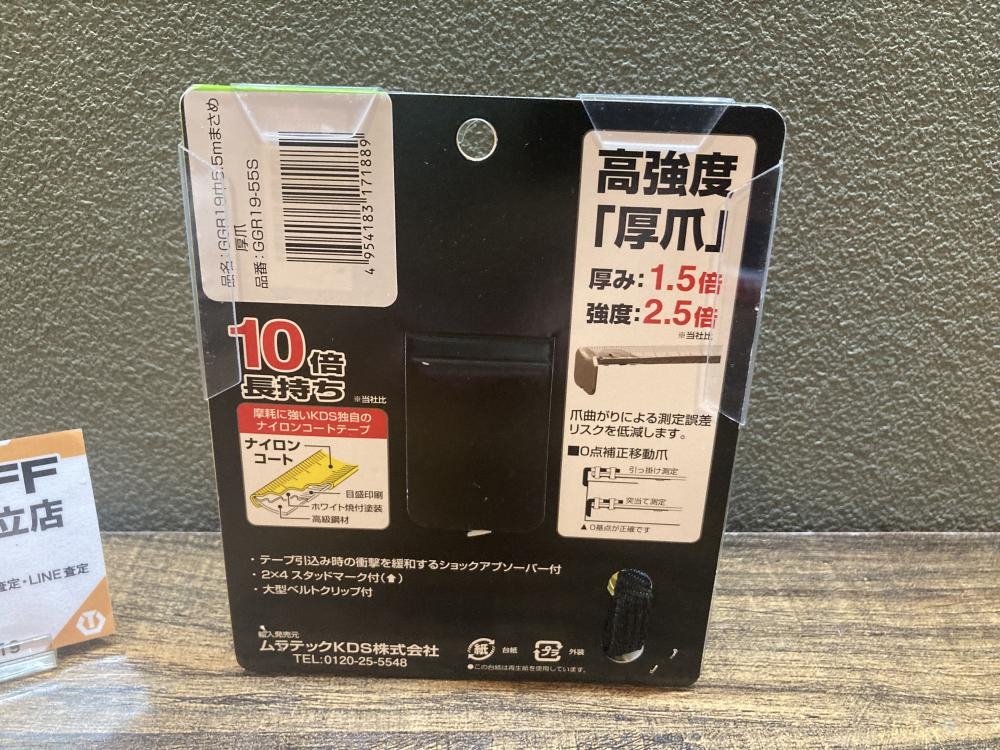 品名:GGR19巾5.5mまさめ
厚爪
品番:GGR19-55S
4 954183 171889
高強度
「厚爪」
厚み:1.5倍
強度:2.5倍
※当社比
爪曲がりによる測定誤差
リスクを低減します。
■0点補正移動爪
引っ掛け測定
突当て測定
▲0基点が正確です
10倍
長持ち
※当社比
摩耗に強いKDS独自の
ナイロンコートテープ
ナイロン
コート
目盛印刷
ホワイト焼付塗装
高級鋼材
・テープ引込み時の衝撃を緩和するショックアブソーバー付
・2×4スタッドマーク付(⬆)
・大型ベルトクリップ付
輸入発売元
ムラテックKDS株式会社
TEL:0120-25-5548
紙 台紙
プラ 外装
●この台紙は再生紙を使用しています。
FF
立店
査定・LINE査定
19